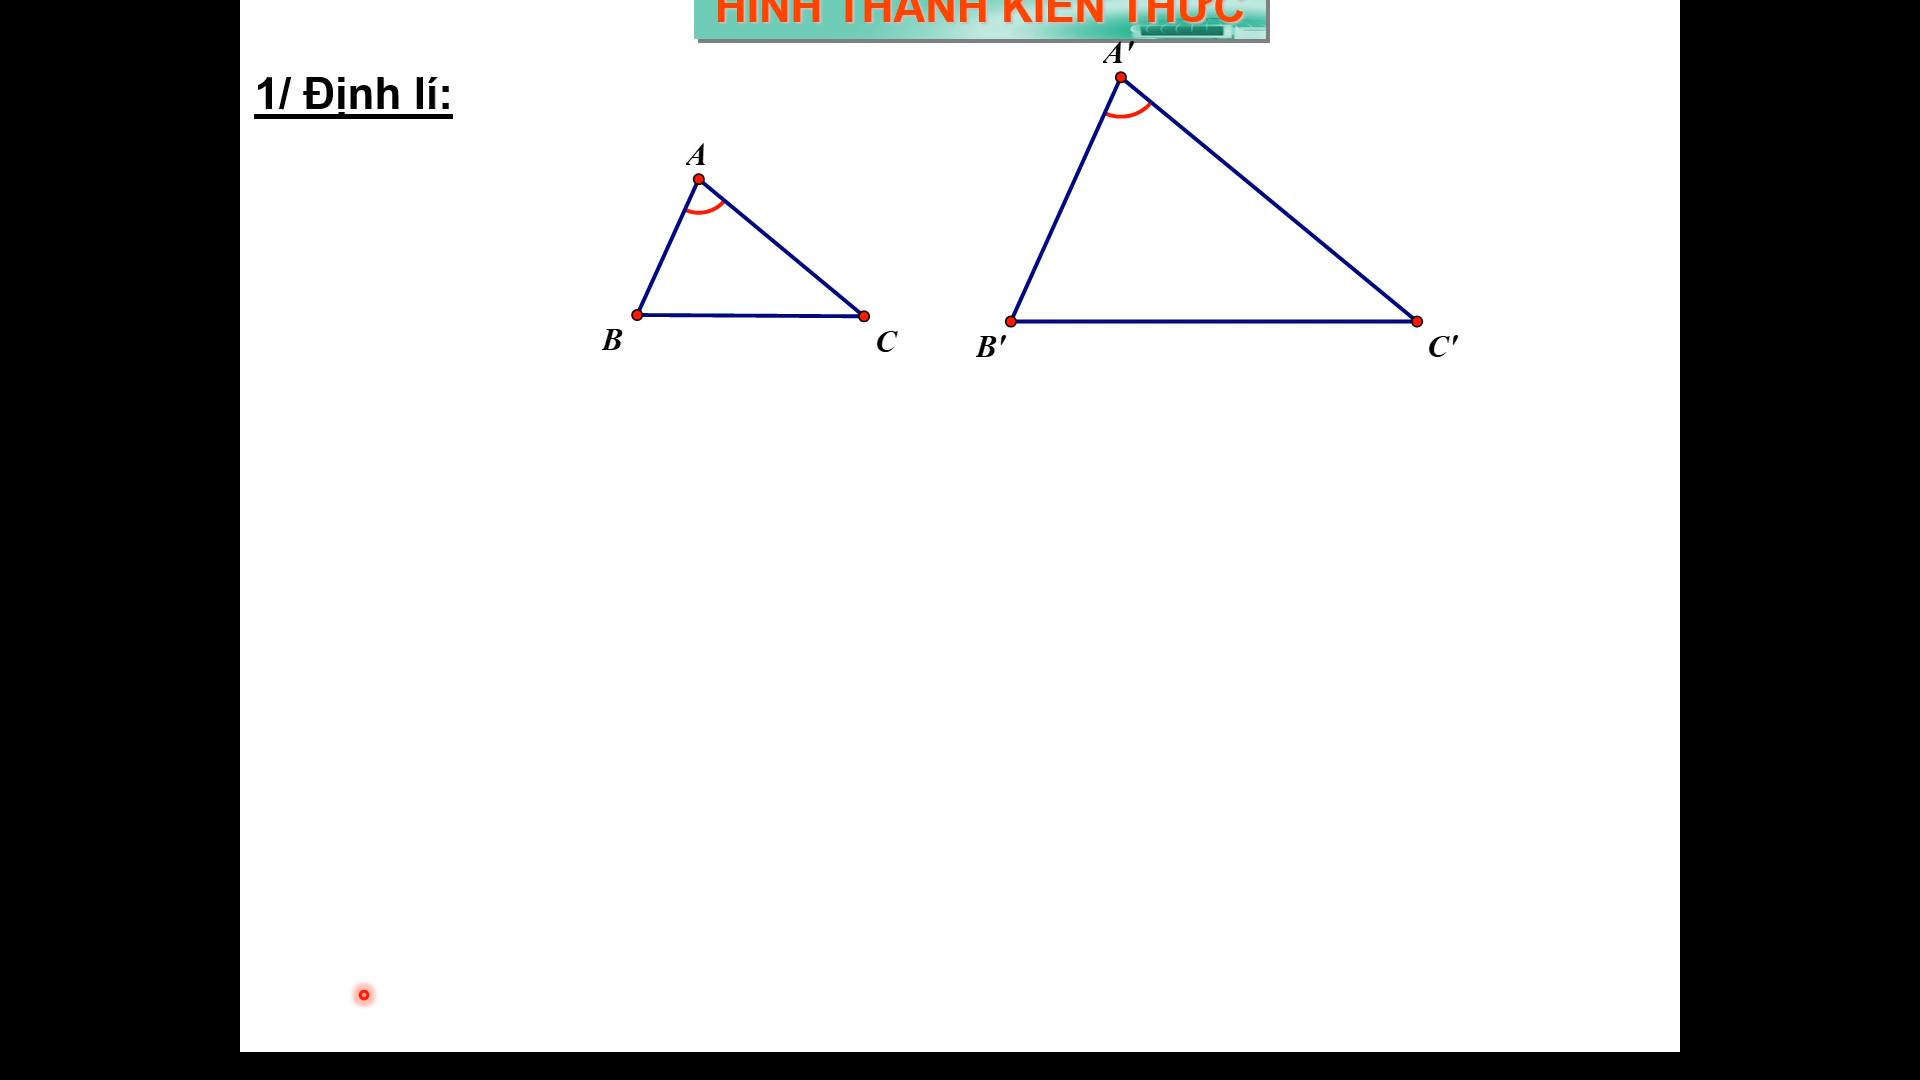 HÌNH THÀNH KIẾN THỨC
1/ Định lí:
A'
A
B
C
B'
C'